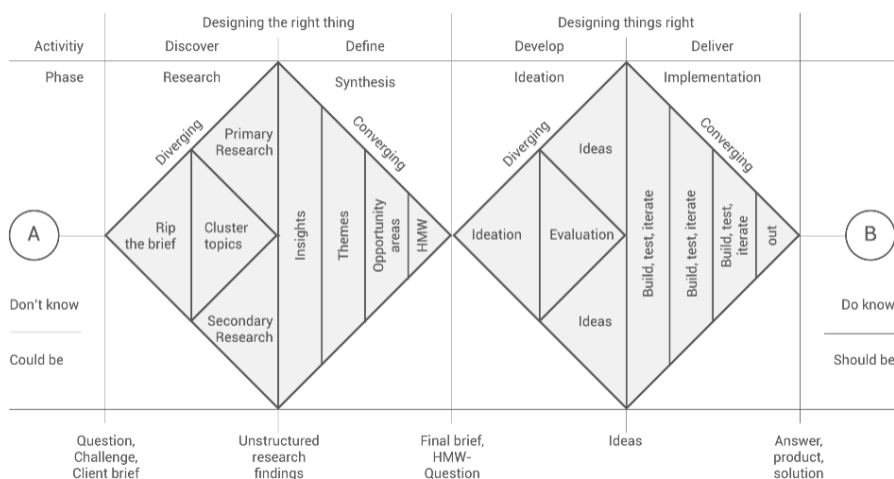 Designing the right thing
Designing things right
Activitiy
Discover
Define
Develop
Deliver
Phase
Research
Synthesis
Ideation
Implementation
Diverging
Converging
Diverging
Converging
Primary
Research
Rip
the brief
Cluster
topics
Secondary
Research
Insights
Themes
Opportunity
areas
HMW
Ideas
Ideation
Evaluation
Ideas
Build, test, iterate
Build, test, iterate
Build, test,
iterate
out
A
B
Don't know
Could be
Do know
Should be
Question,
Challenge,
Client brief
Unstructured
research
findings
Final brief,
HMW-
Question
Ideas
Answer,
product,
solution